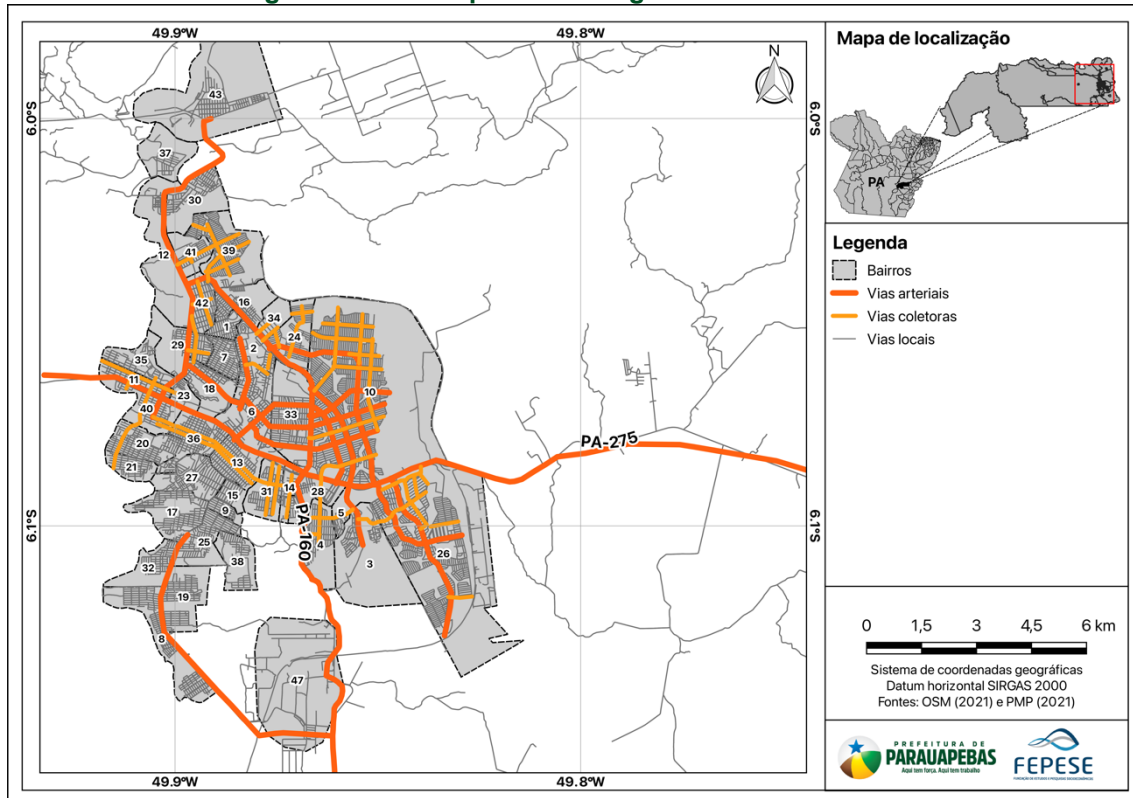 49.9°W
49.8°W
N
6.0°S
6.0°S
43
37
30
12
41
39
42
16
1
34
24
29
2
7
35
11
18
10
23
40
6
33
36
20
PA-275
21
13
27
31
14
28
15
17
9
5
PA-160
4
25
26
3
32
38
19
8
47
6.1°S
6.1°S
49.9°W
49.8°W
Mapa de localização
PA
Legenda
Bairros
Vias arteriais
Vias coletoras
Vias locais
0 1,5 3 4,5 6 km
Sistema de coordenadas geográficas
Datum horizontal SIRGAS 2000
Fontes: OSM (2021) e PMP (2021)
PREFEITURA DE
PARAUAPEBAS
Aqui tem força. Aqui tem trabalho
FEPESE